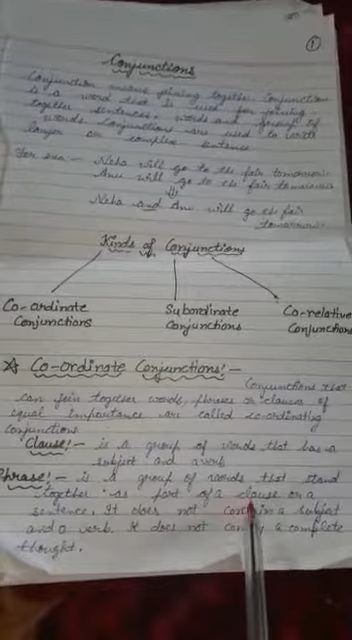 1
Conjunctions
Conjunction means joining together. Conjunction
is a word that is used for joining
together sentences, words and group of
words. Conjunctions are used to write
longer or complex sentence
For exa:- Neha will go to the fair tomorrow
Anu will go to the fair tomorrow
Neha and Anu will go the fair
tomorrow
Kinds of Conjunctions
Co-ordinate Subordinate Co-relative
Conjunctions Conjunctions Conjunctions
Co-Ordinate Conjunctions:-
Conjunctions that
can join together words, phrases or clauses of
equal importance are called co-ordinating
conjunctions
Clause:- is a group of words that has a
subject and a verb
Phrase:- is a group of words that stand
together as part of a clause or a
sentence. It does not contain a subject
and a verb. It does not a complete
thought.